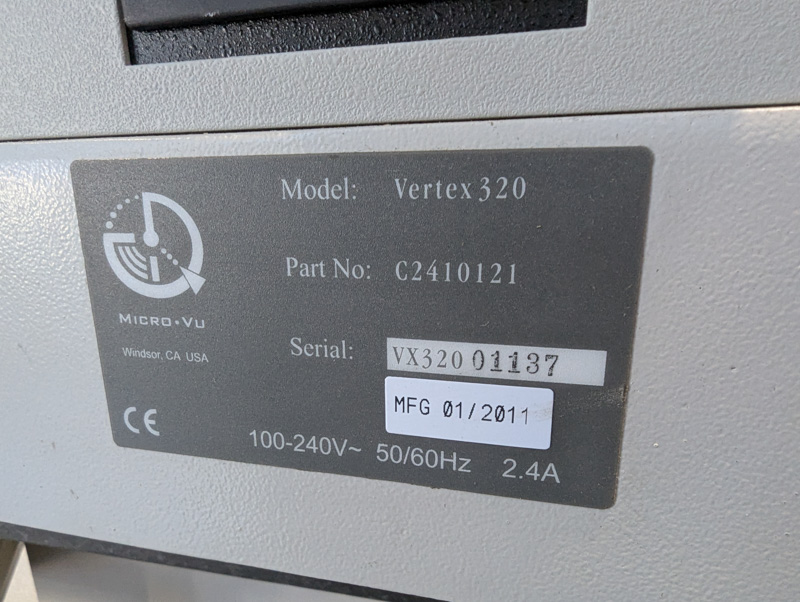 Model: Vertex 320
Part No: C2410121
MICRO•VU
Windsor, CA USA
Serial: VX320 01137
MFG 01/2011
CE
100-240V~ 50/60Hz 2.4A